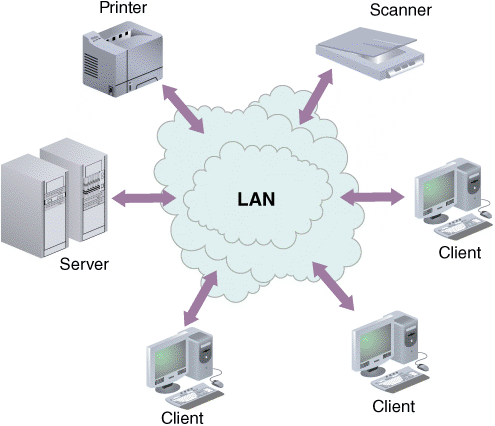 Printer
Scanner
LAN
Server
Client
Client
Client